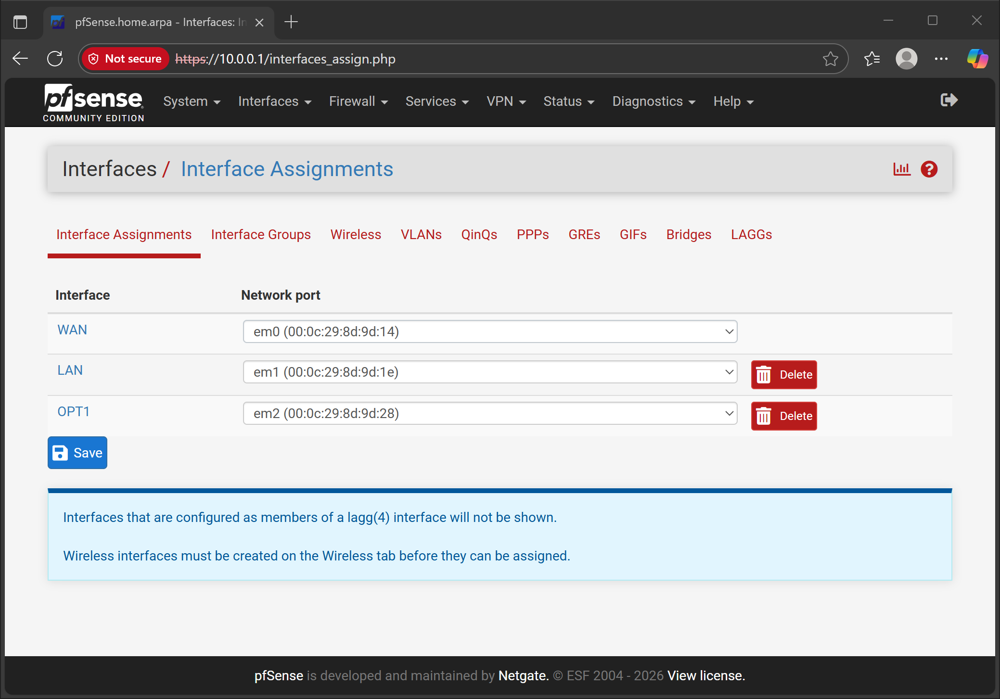 pfSense.home.arpa - Interfaces: In
Not secure https://10.0.0.1/interfaces_assign.php
pfsense
COMMUNITY EDITION
System Interfaces Firewall Services VPN Status Diagnostics Help
Interfaces / Interface Assignments
Interface Assignments Interface Groups Wireless VLANs QinQs PPPs GREs GIFs Bridges LAGGs
Interface Network port
WAN em0 (00:0c:29:8d:9d:14)
LAN em1 (00:0c:29:8d:9d:1e) Delete
OPT1 em2 (00:0c:29:8d:9d:28) Delete
Save
Interfaces that are configured as members of a lagg(4) interface will not be shown.
Wireless interfaces must be created on the Wireless tab before they can be assigned.
pfSense is developed and maintained by Netgate. © ESF 2004 - 2026 View license.